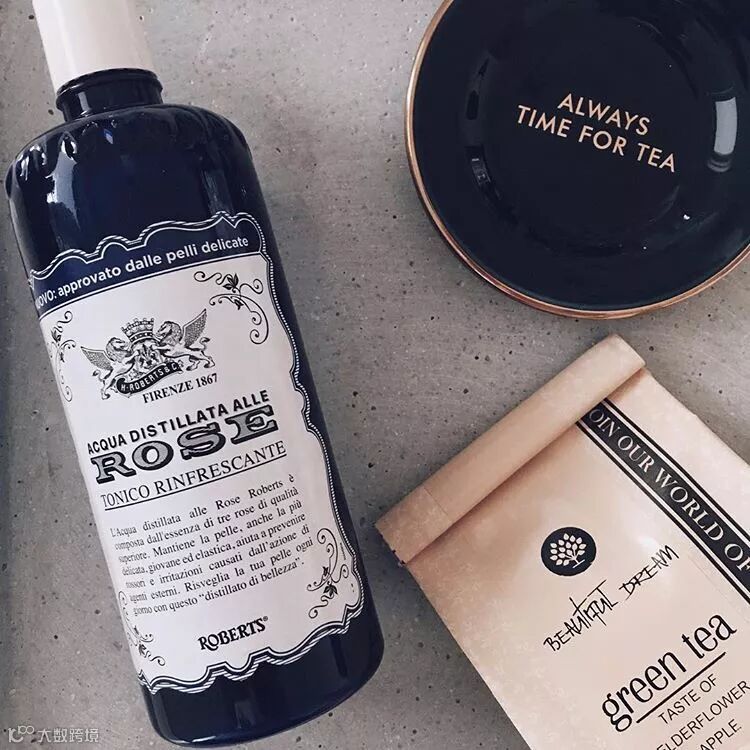 NUOVO: approvato dalle pelli delicate
H·ROBERTS & C.
FIRENZE 1867
ACQUA DISTILLATA ALLE
ROSE
TONICO RINFRESCANTE
L'Acqua distillata alle Rose Roberts è
composta dall'essenza di tre rose di qualità
superiore. Mantiene la pelle, anche la più
delicata, giovane ed elastica, aiuta a prevenire
rossori e irritazioni causati dall'azione di
agenti esterni. Risveglia la tua pelle ogni
giorno con questo "distillato di bellezza".
ROBERTS®
ALWAYS
TIME FOR TEA
JOIN OUR WORLD OF
BEAUTIFUL DREAM
green tea
TASTE OF
ELDERFLOWER
APPLE
大数跨境